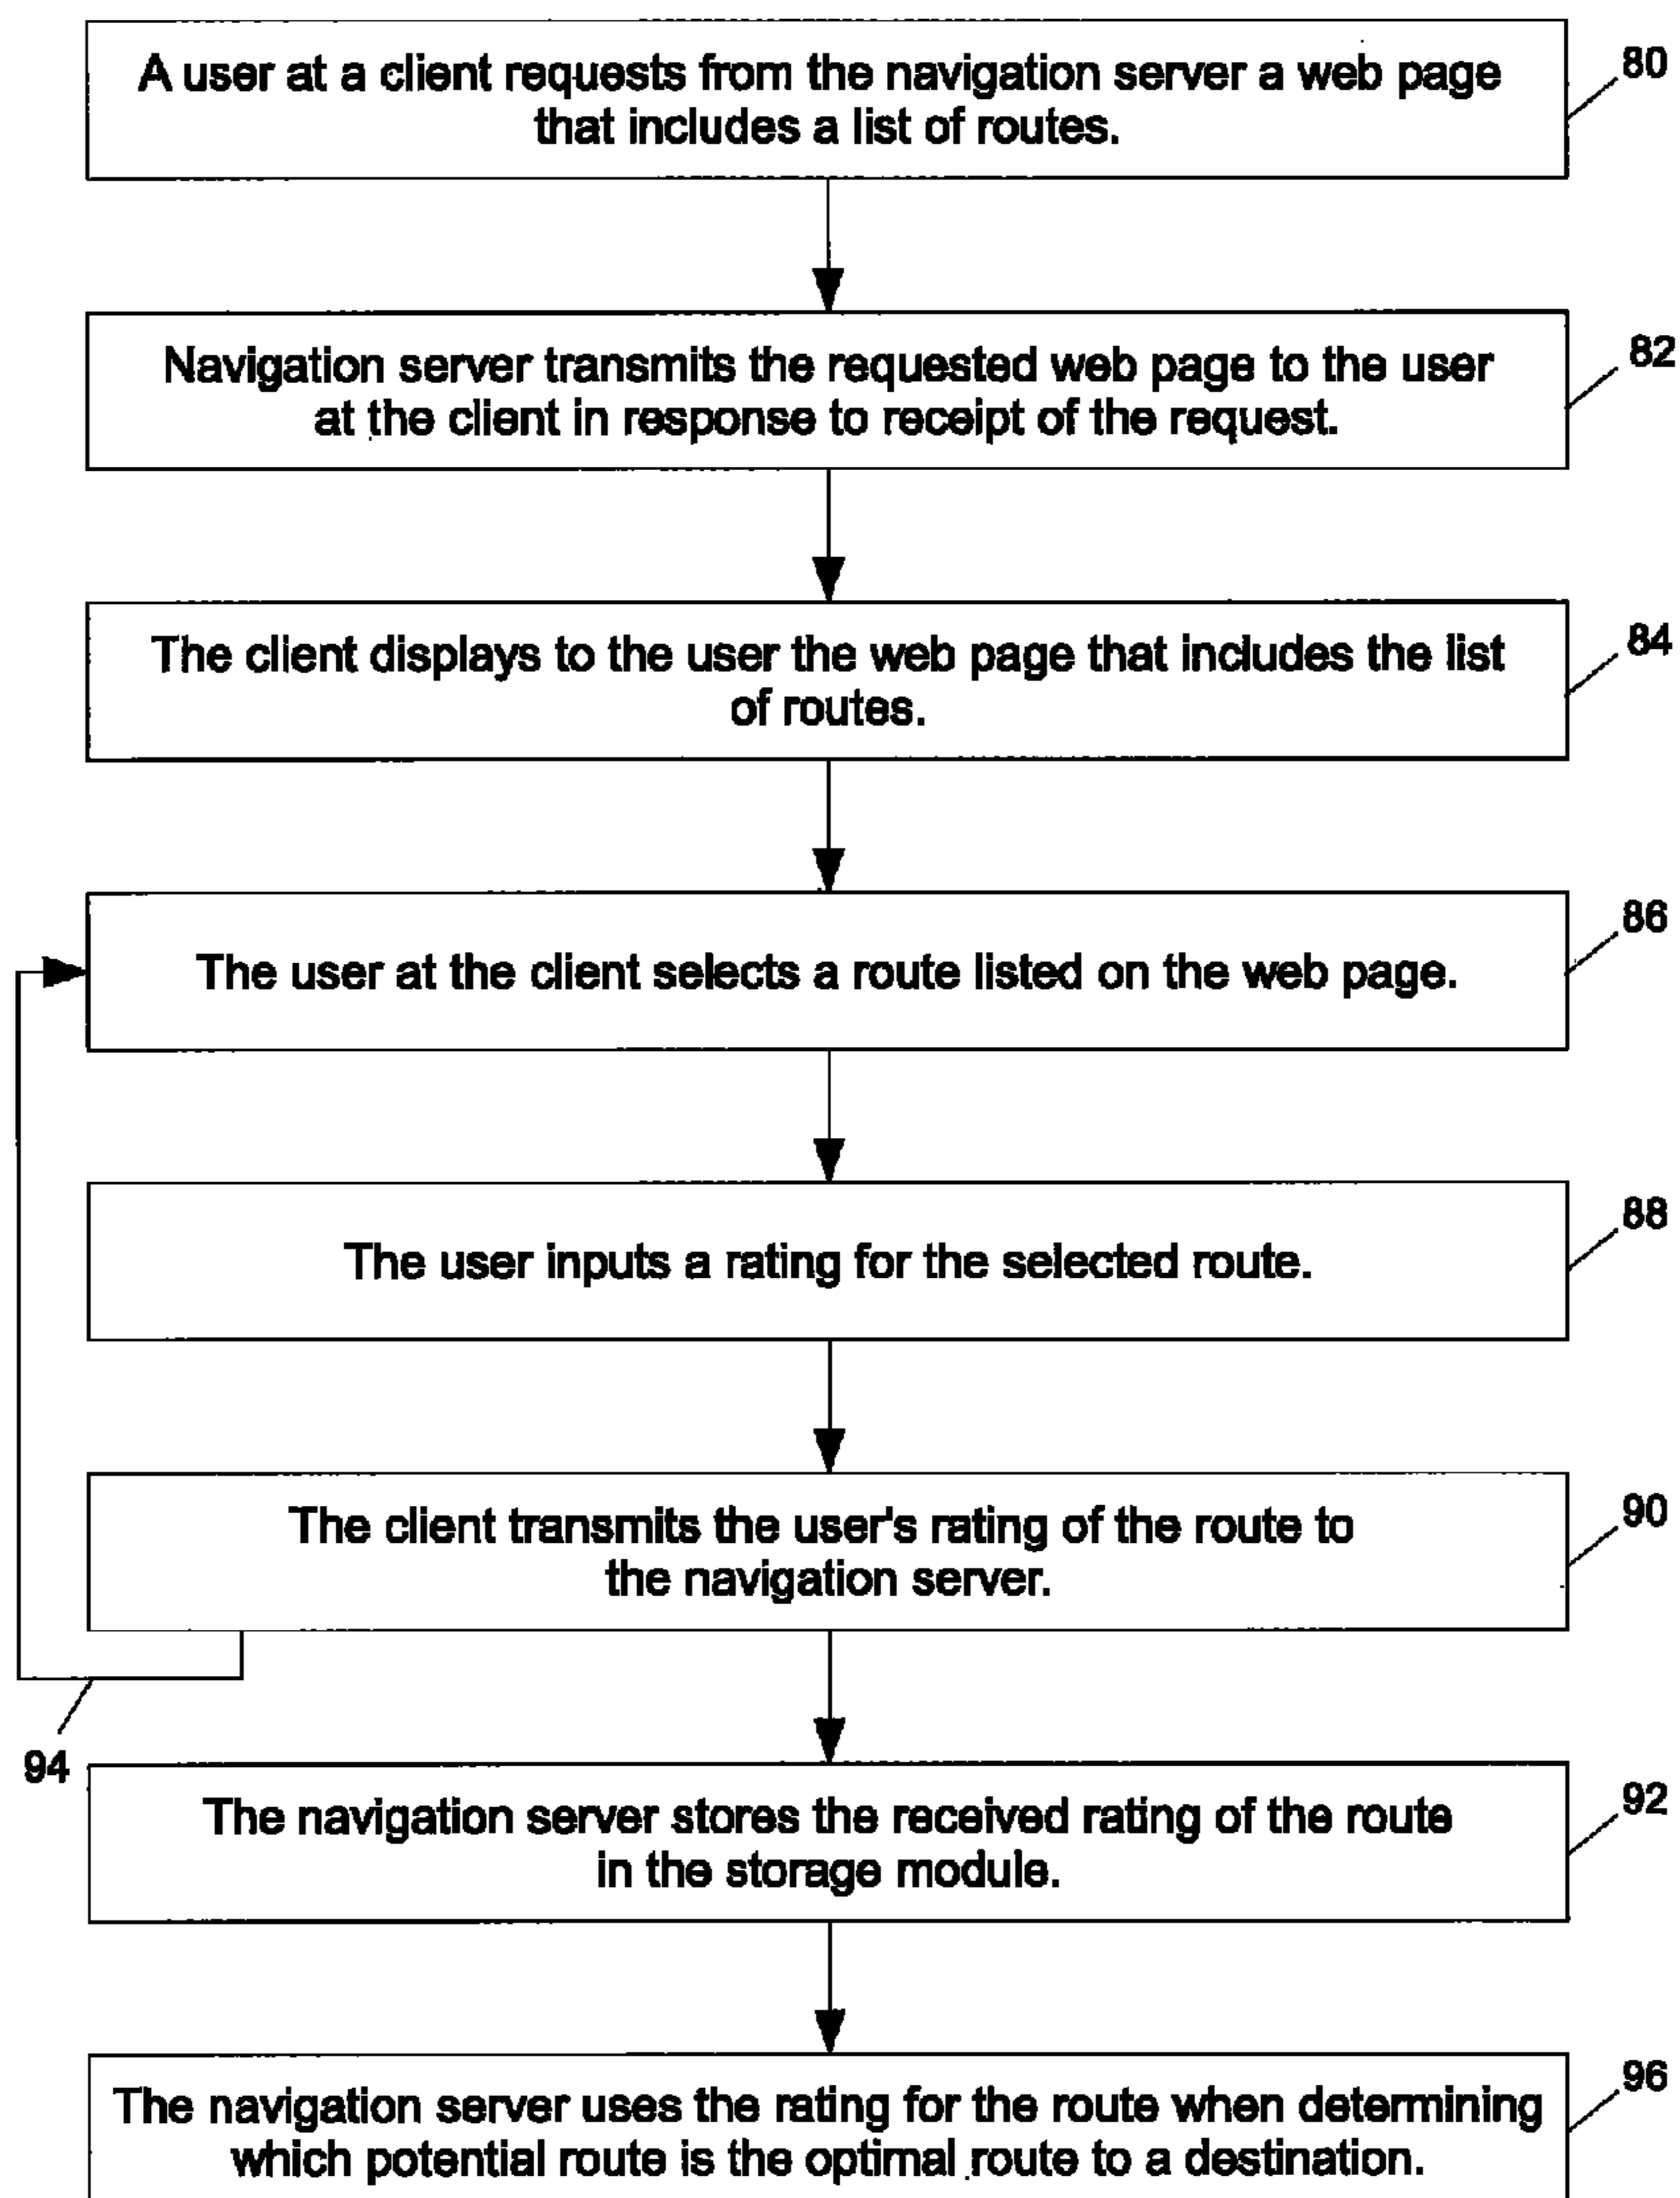 A user at a client requests from the navigation server a web page
that includes a list of routes.
80
Navigation server transmits the requested web page to the user
at the client in response to receipt of the request.
82
The client displays to the user the web page that includes the list
of routes.
84
The user at the client selects a route listed on the web page.
86
The user inputs a rating for the selected route.
88
The client transmits the user's rating of the route to
the navigation server.
90
94
The navigation server stores the received rating of the route
in the storage module.
92
The navigation server uses the rating for the route when determining
which potential route is the optimal route to a destination.
96